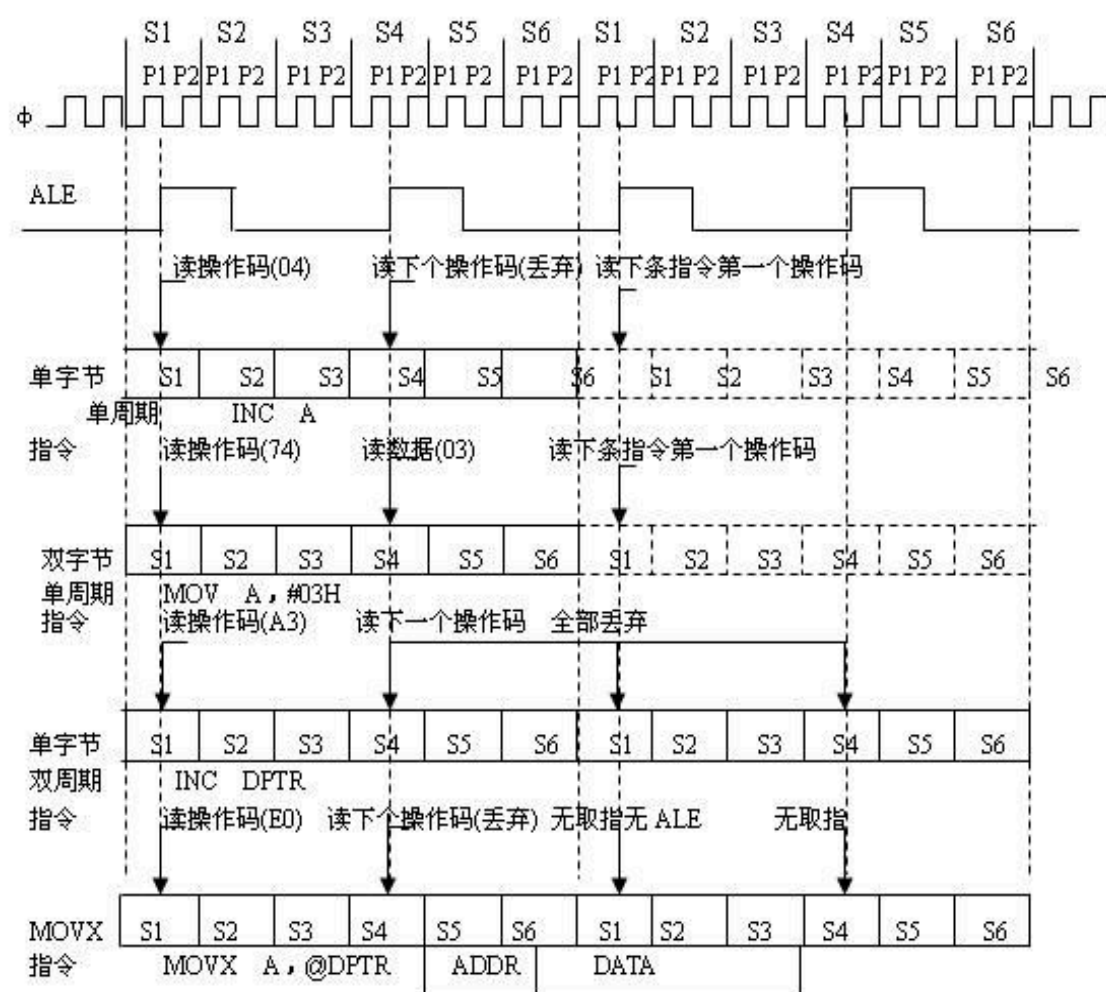 S1 S2 S3 S4 S5 S6 S1 S2 S3 S4 S5 S6
P1 P2 P1 P2 P1 P2 P1 P2 P1 P2 P1 P2 P1 P2 P1 P2 P1 P2 P1 P2 P1 P2 P1 P2
ф
ALE
读操作码(04) 读下个操作码(丢弃) 读下条指令第一个操作码
单字节 S1 S2 S3 S4 S5 S6 S1 S2 S3 S4 S5 S6
单周期 INC A
指令 读操作码(74) 读数据(03) 读下条指令第一个操作码
双字节 S1 S2 S3 S4 S5 S6 S1 S2 S3 S4 S5 S6
单周期 MOV A，#03H
指令 读操作码(A3) 读下一个操作码 全部丢弃
单字节 S1 S2 S3 S4 S5 S6 S1 S2 S3 S4 S5 S6
双周期 INC DPTR
指令 读操作码(E0) 读下个操作码(丢弃) 无取指无 ALE 无取指
MOVX S1 S2 S3 S4 S5 S6 S1 S2 S3 S4 S5 S6
指令 MOVX A，@DPTR ADDR DATA